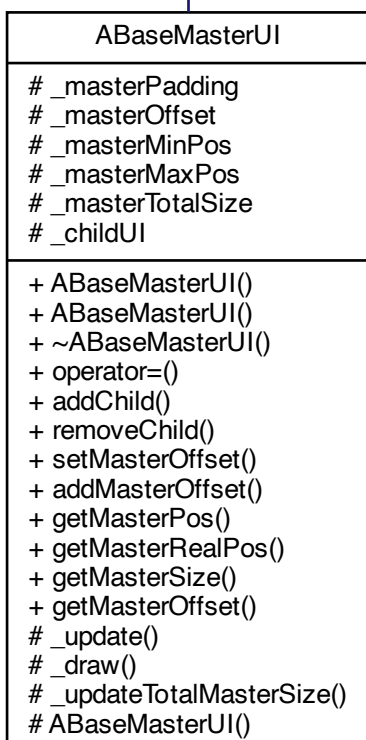 ABaseMasterUI
# _masterPadding
# _masterOffset
# _masterMinPos
# _masterMaxPos
# _masterTotalSize
# _childUI
+ ABaseMasterUI()
+ ABaseMasterUI()
+ ~ABaseMasterUI()
+ operator=()
+ addChild()
+ removeChild()
+ setMasterOffset()
+ addMasterOffset()
+ getMasterPos()
+ getMasterRealPos()
+ getMasterSize()
+ getMasterOffset()
# _update()
# _draw()
# _updateTotalMasterSize()
# ABaseMasterUI()